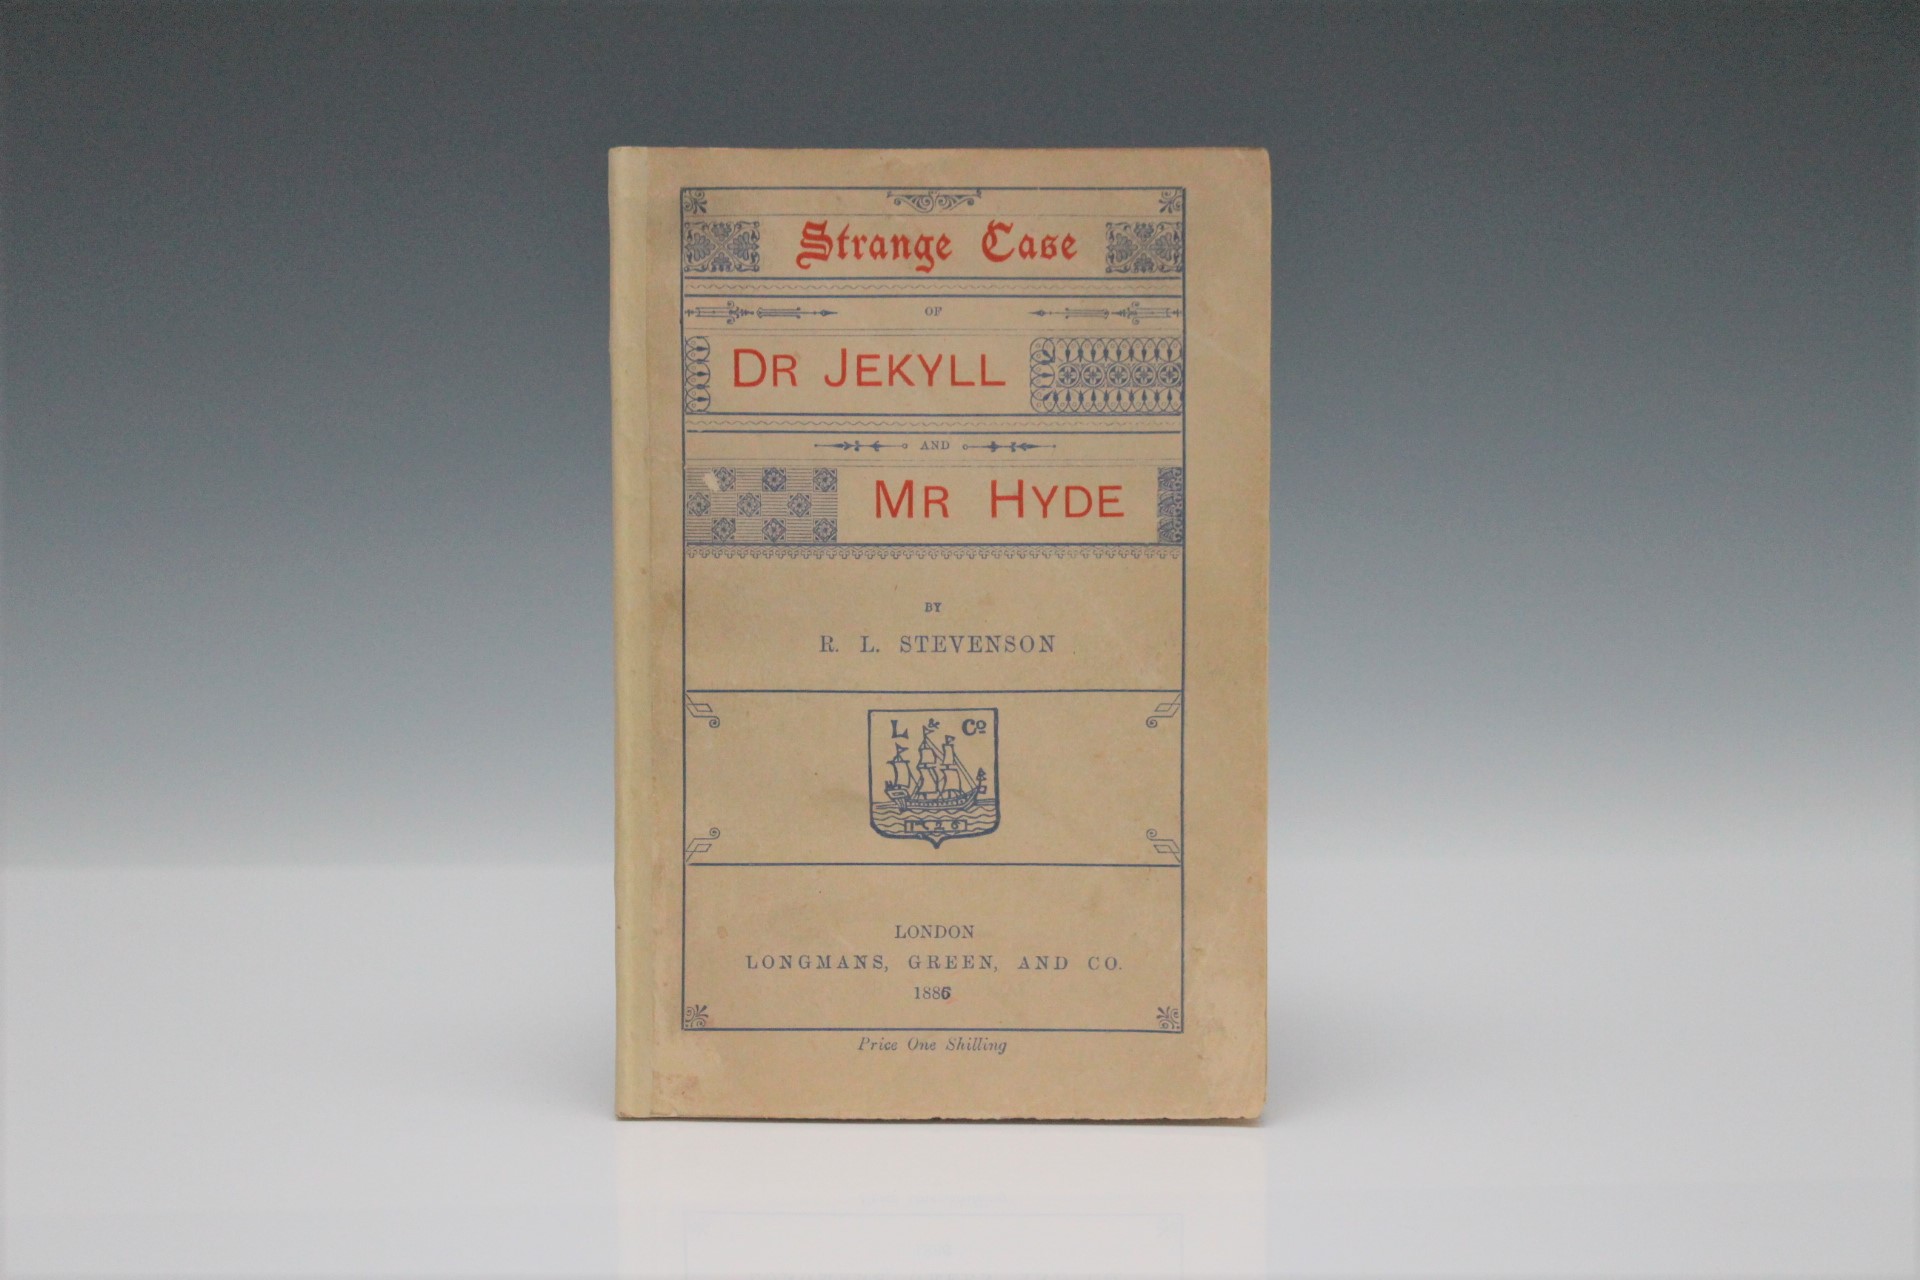 Strange Case
OF
DR JEKYLL
AND
MR HYDE
BY
R. L. STEVENSON
L & Co
LONDON
LONGMANS, GREEN, AND CO.
1886
Price One Shilling